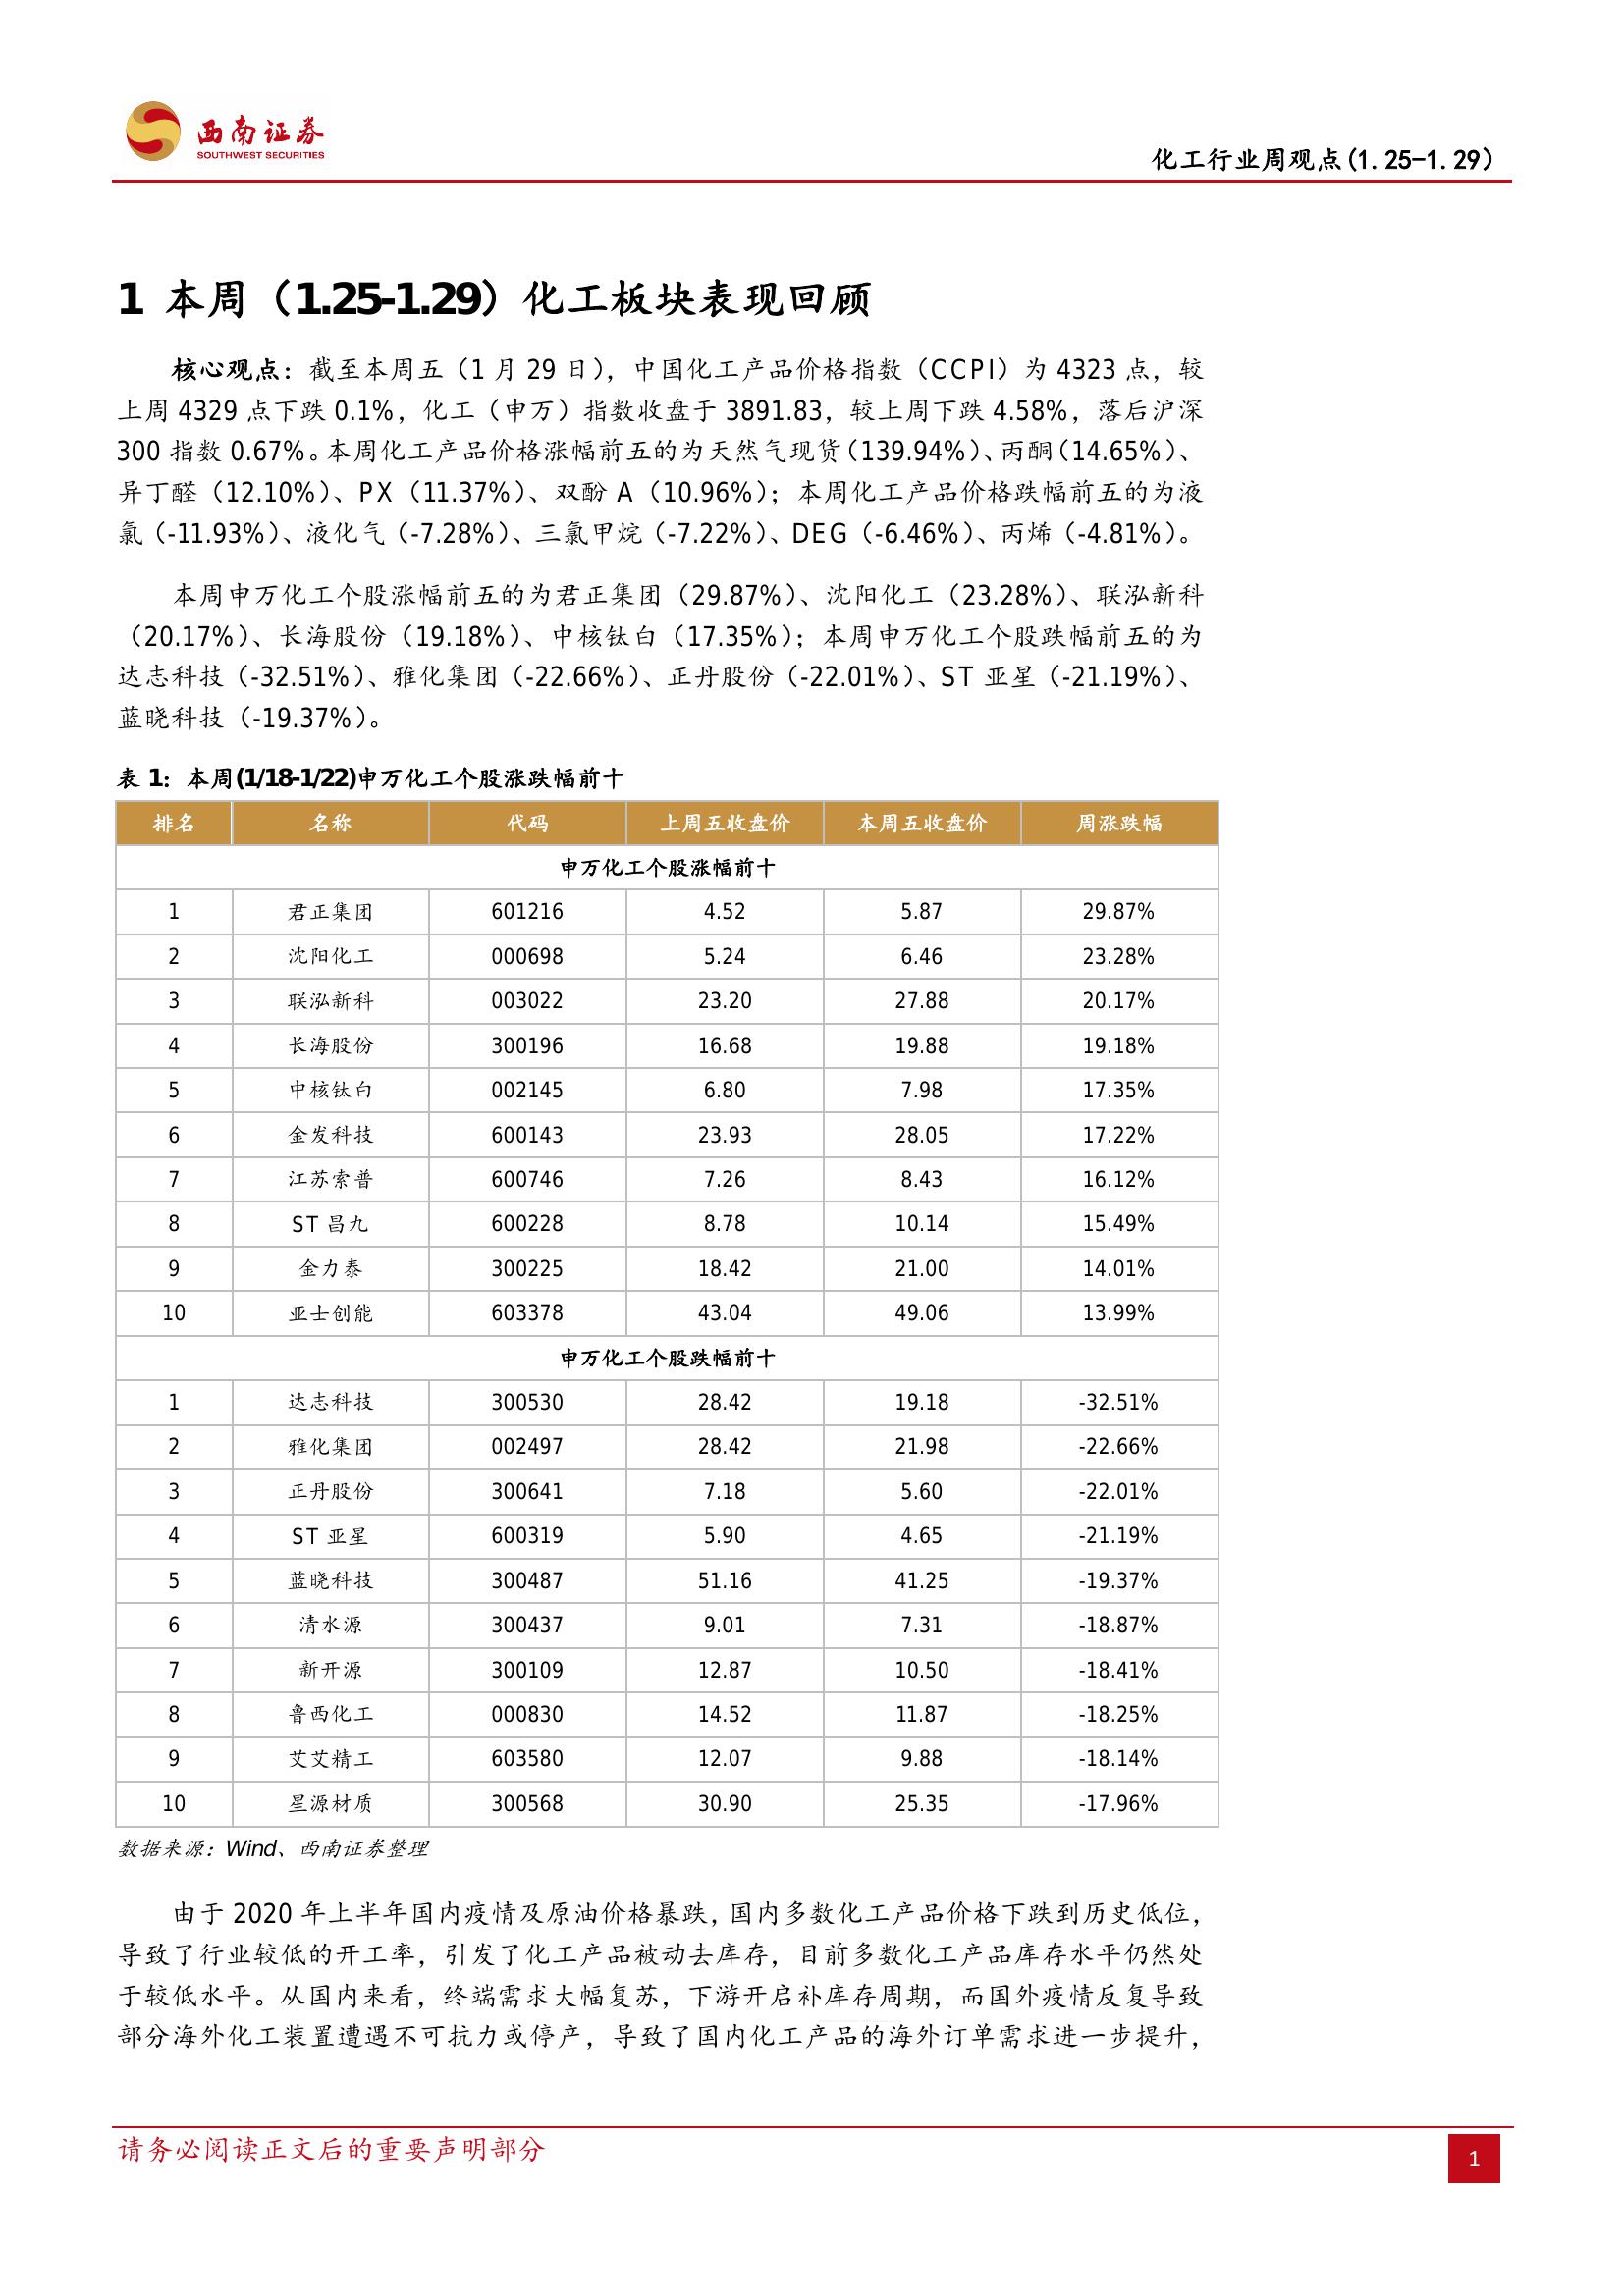 西南证券
SOUTHWEST SECURITIES
化工行业周观点(1.25-1.29)
1 本周（1.25-1.29）化工板块表现回顾
核心观点：截至本周五（1 月 29 日），中国化工产品价格指数（CCPI）为 4323 点，较
上周 4329 点下跌 0.1%，化工（申万）指数收盘于 3891.83，较上周下跌 4.58%，落后沪深
300 指数 0.67%。本周化工产品价格涨幅前五的为天然气现货（139.94%）、丙酮（14.65%）、
异丁醛（12.10%）、PX（11.37%）、双酚 A（10.96%）；本周化工产品价格跌幅前五的为液
氯（-11.93%）、液化气（-7.28%）、三氯甲烷（-7.22%）、DEG（-6.46%）、丙烯（-4.81%）。
本周申万化工个股涨幅前五的为君正集团（29.87%）、沈阳化工（23.28%）、联泓新科
（20.17%）、长海股份（19.18%）、中核钛白（17.35%）；本周申万化工个股跌幅前五的为
达志科技（-32.51%）、雅化集团（-22.66%）、正丹股份（-22.01%）、ST 亚星（-21.19%）、
蓝晓科技（-19.37%）。
表 1：本周(1/18-1/22)申万化工个股涨跌幅前十
排名 名称 代码 上周五收盘价 本周五收盘价 周涨跌幅
申万化工个股涨幅前十
1 君正集团 601216 4.52 5.87 29.87%
2 沈阳化工 000698 5.24 6.46 23.28%
3 联泓新科 003022 23.20 27.88 20.17%
4 长海股份 300196 16.68 19.88 19.18%
5 中核钛白 002145 6.80 7.98 17.35%
6 金发科技 600143 23.93 28.05 17.22%
7 江苏索普 600746 7.26 8.43 16.12%
8 ST 昌九 600228 8.78 10.14 15.49%
9 金力泰 300225 18.42 21.00 14.01%
10 亚士创能 603378 43.04 49.06 13.99%
申万化工个股跌幅前十
1 达志科技 300530 28.42 19.18 -32.51%
2 雅化集团 002497 28.42 21.98 -22.66%
3 正丹股份 300641 7.18 5.60 -22.01%
4 ST 亚星 600319 5.90 4.65 -21.19%
5 蓝晓科技 300487 51.16 41.25 -19.37%
6 清水源 300437 9.01 7.31 -18.87%
7 新开源 300109 12.87 10.50 -18.41%
8 鲁西化工 000830 14.52 11.87 -18.25%
9 艾艾精工 603580 12.07 9.88 -18.14%
10 星源材质 300568 30.90 25.35 -17.96%
数据来源：Wind、西南证券整理
由于 2020 年上半年国内疫情及原油价格暴跌，国内多数化工产品价格下跌到历史低位，
导致了行业较低的开工率，引发了化工产品被动去库存，目前多数化工产品库存水平仍然处
于较低水平。从国内来看，终端需求大幅复苏，下游开启补库存周期，而国外疫情反复导致
部分海外化工装置遭遇不可抗力或停产，导致了国内化工产品的海外订单需求进一步提升，
请务必阅读正文后的重要声明部分
1